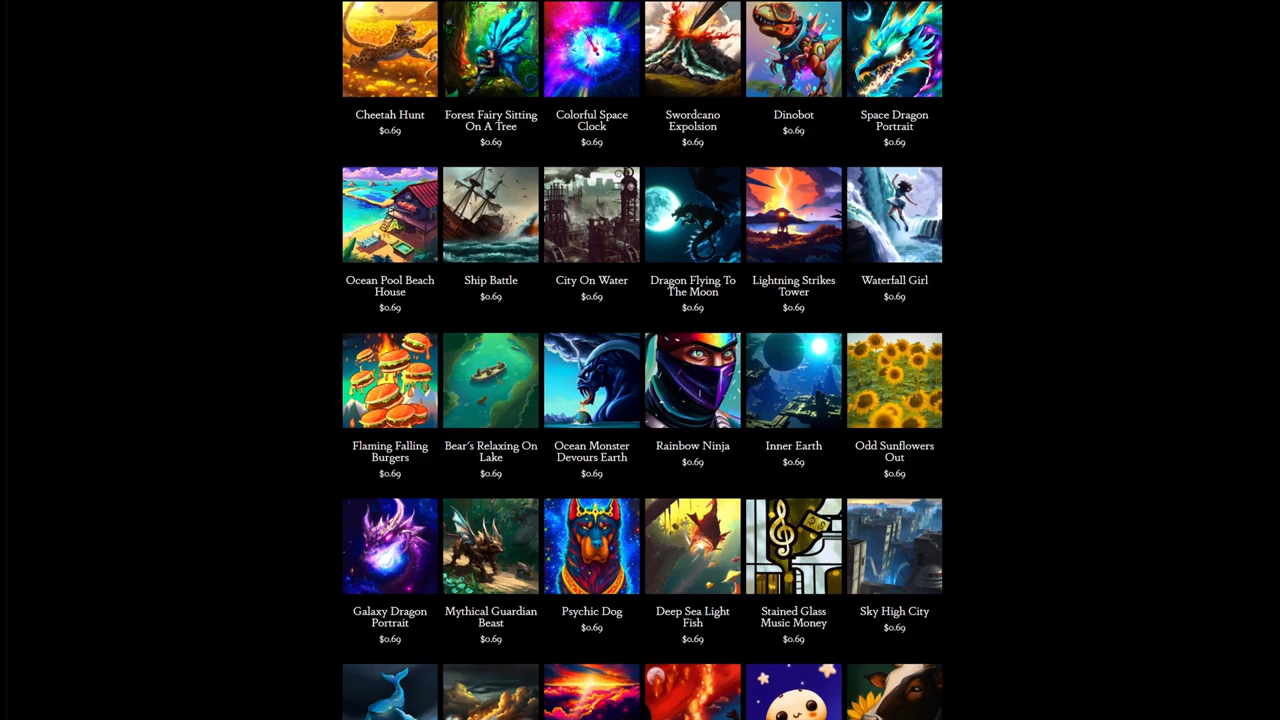 Cheetah Hunt
$0.69
Forest Fairy Sitting
On A Tree
$0.69
Colorful Space
Clock
$0.69
Swordcano
Expolsion
$0.69
Dinobot
$0.69
Space Dragon
Portrait
$0.69
Ocean Pool Beach
House
$0.69
Ship Battle
$0.69
City On Water
$0.69
Dragon Flying To
The Moon
$0.69
Lightning Strikes
Tower
$0.69
Waterfall Girl
$0.69
Flaming Falling
Burgers
$0.69
Bear's Relaxing On
Lake
$0.69
Ocean Monster
Devours Earth
$0.69
Rainbow Ninja
$0.69
Inner Earth
$0.69
Odd Sunflowers
Out
$0.69
Galaxy Dragon
Portrait
$0.69
Mythical Guardian
Beast
$0.69
Psychic Dog
$0.69
Deep Sea Light
Fish
$0.69
Stained Glass
Music Money
$0.69
Sky High City
$0.69